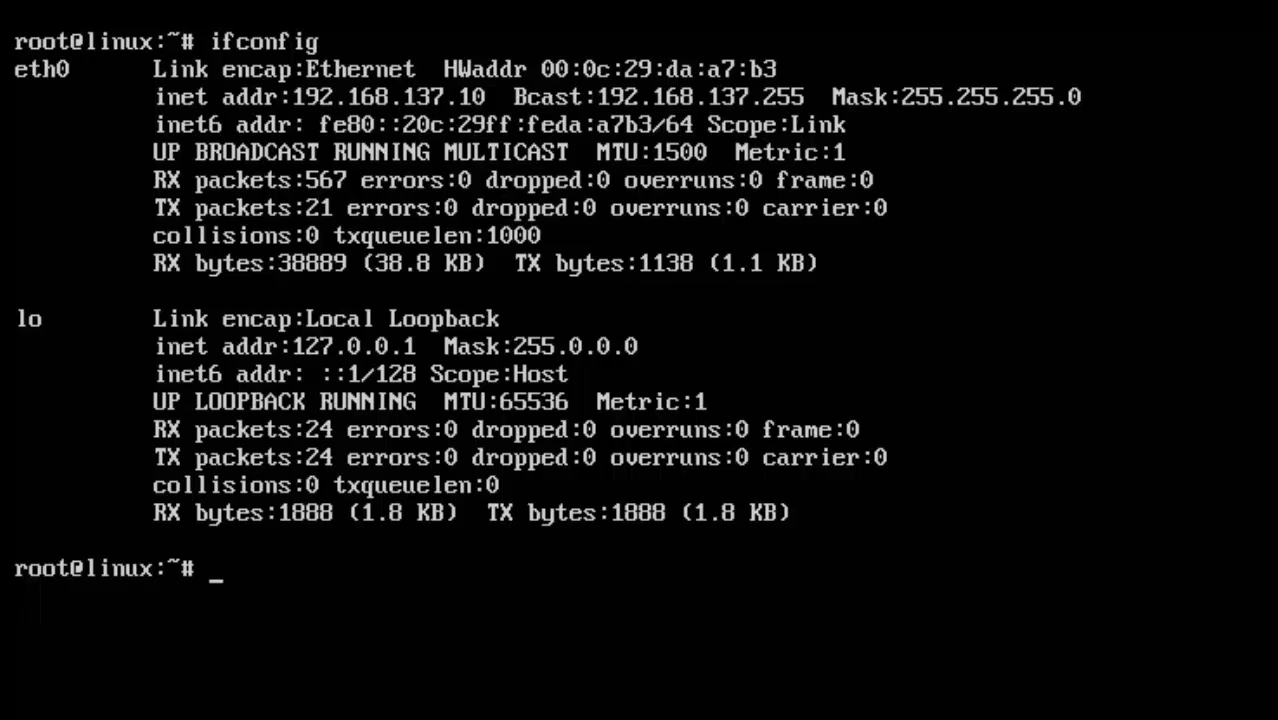 root@linux:~# ifconfig
eth0 Link encap:Ethernet HWaddr 00:0c:29:da:a7:b3
inet addr:192.168.137.10 Bcast:192.168.137.255 Mask:255.255.255.0
inet6 addr: fe80::20c:29ff:feda:a7b3/64 Scope:Link
UP BROADCAST RUNNING MULTICAST MTU:1500 Metric:1
RX packets:567 errors:0 dropped:0 overruns:0 frame:0
TX packets:21 errors:0 dropped:0 overruns:0 carrier:0
collisions:0 txqueuelen:1000
RX bytes:38889 (38.8 KB) TX bytes:1138 (1.1 KB)
lo Link encap:Local Loopback
inet addr:127.0.0.1 Mask:255.0.0.0
inet6 addr: ::1/128 Scope:Host
UP LOOPBACK RUNNING MTU:65536 Metric:1
RX packets:24 errors:0 dropped:0 overruns:0 frame:0
TX packets:24 errors:0 dropped:0 overruns:0 carrier:0
collisions:0 txqueuelen:0
RX bytes:1888 (1.8 KB) TX bytes:1888 (1.8 KB)
root@linux:~# _